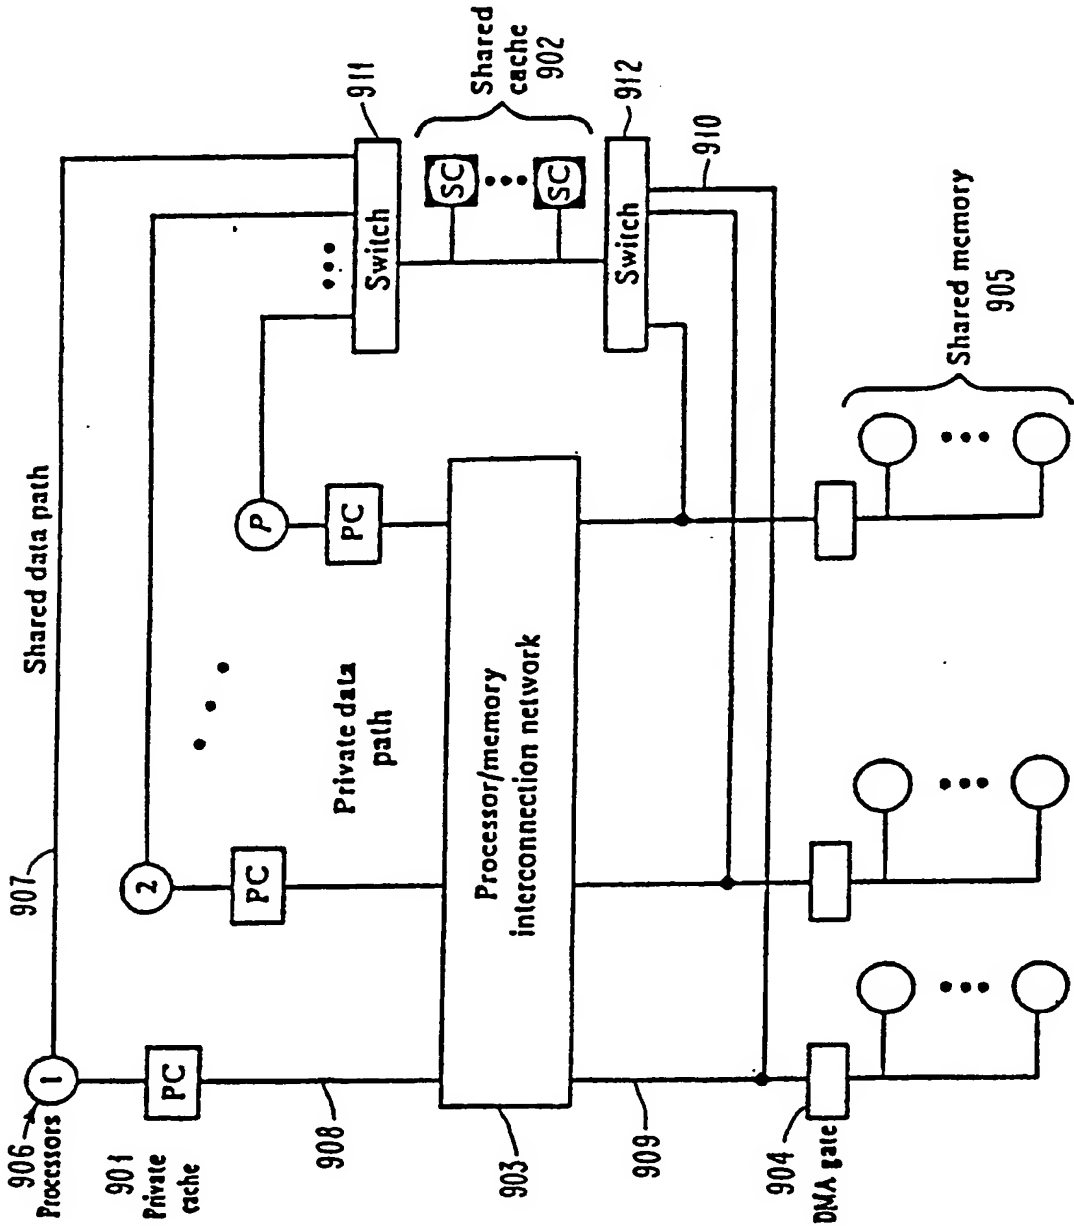 906
Processors
1
907
Shared data path
901
Private
cache
PC
2
PC
P
PC
Private data
path
908
Switch
911
SC
SC
Shared
cache
902
903
Processor/memory
interconnection network
Switch
912
909
910
904
DMA gate
Shared memory
905